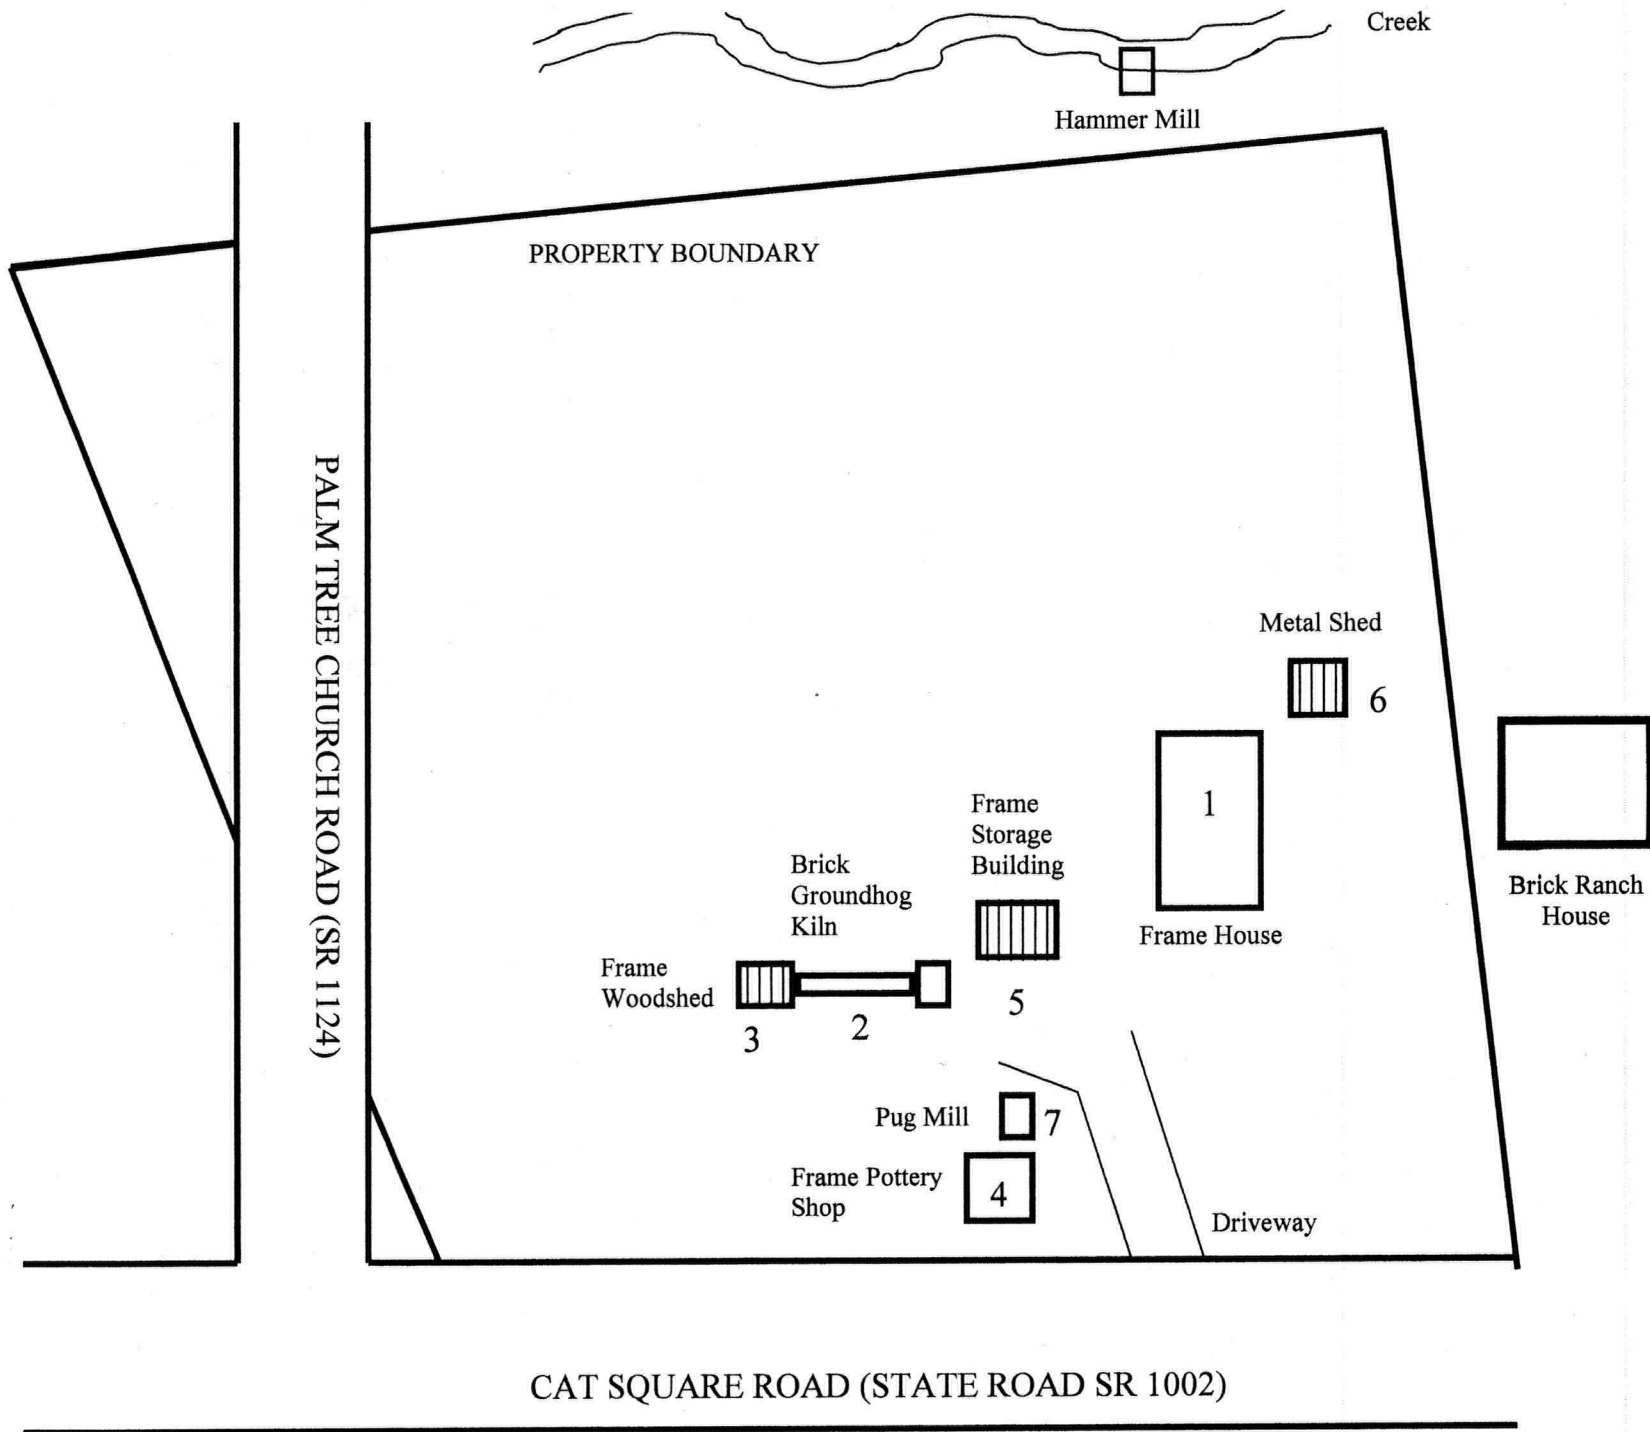 Creek
Hammer Mill
PROPERTY BOUNDARY
PALM TREE CHURCH ROAD (SR 1124)
Metal Shed
6
1
Frame
Storage
Building
Brick
Groundhog
Kiln
Brick Ranch
House
Frame House
Frame
Woodshed
5
3
2
Pug Mill
7
Frame Pottery
Shop
4
Driveway
CAT SQUARE ROAD (STATE ROAD SR 1002)